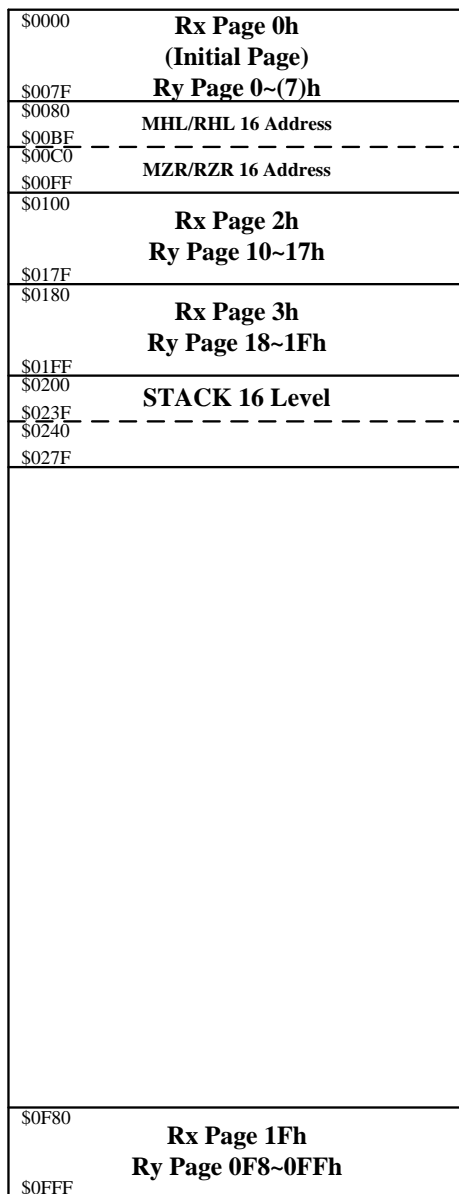 $0000
Rx Page 0h
(Initial Page)
Ry Page 0~(7)h
$007F
$0080
MHL/RHL 16 Address
$00BF
$00C0
MZR/RZR 16 Address
$00FF
$0100
Rx Page 2h
Ry Page 10~17h
$017F
$0180
Rx Page 3h
Ry Page 18~1Fh
$01FF
$0200
STACK 16 Level
$023F
$0240
$027F
$0F80
Rx Page 1Fh
Ry Page 0F8~0FFh
$0FFF